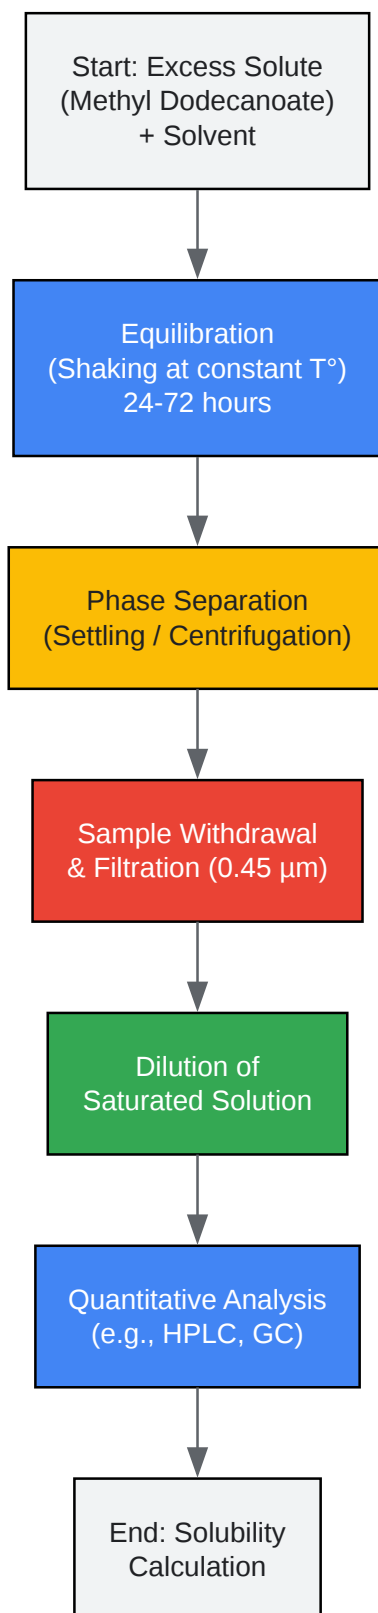 Start: Excess Solute
(Methyl Dodecanoate)
+ Solvent
Equilibration
(Shaking at constant T°)
24-72 hours
Phase Separation
(Settling / Centrifugation)
Sample Withdrawal
& Filtration (0.45 µm)
Dilution of
Saturated Solution
Quantitative Analysis
(e.g., HPLC, GC)
End: Solubility
Calculation